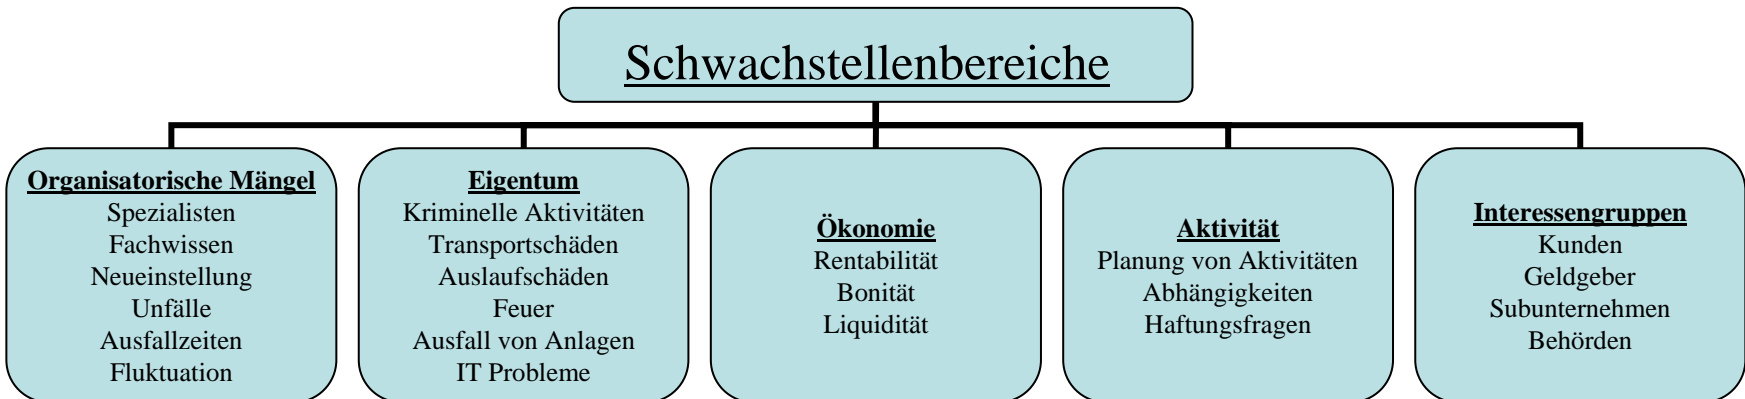 Schwachstellenbereiche
Organisatorische Mängel
Spezialisten
Fachwissen
Neueinstellung
Unfälle
Ausfallzeiten
Fluktuation
Eigentum
Kriminelle Aktivitäten
Transportschäden
Auslaufschäden
Feuer
Ausfall von Anlagen
IT Probleme
Ökonomie
Rentabilität
Bonität
Liquidität
Aktivität
Planung von Aktivitäten
Abhängigkeiten
Haftungsfragen
Interessengruppen
Kunden
Geldgeber
Subunternehmen
Behörden